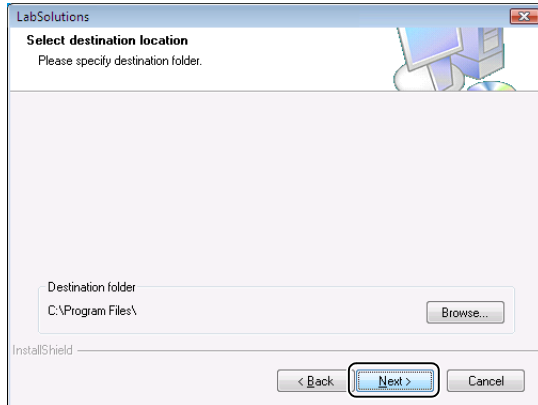 LabSolutions
Select destination location
Please specify destination folder.
Destination folder
C:\Program Files\
Browse...
InstallShield
< Back
Next >
Cancel